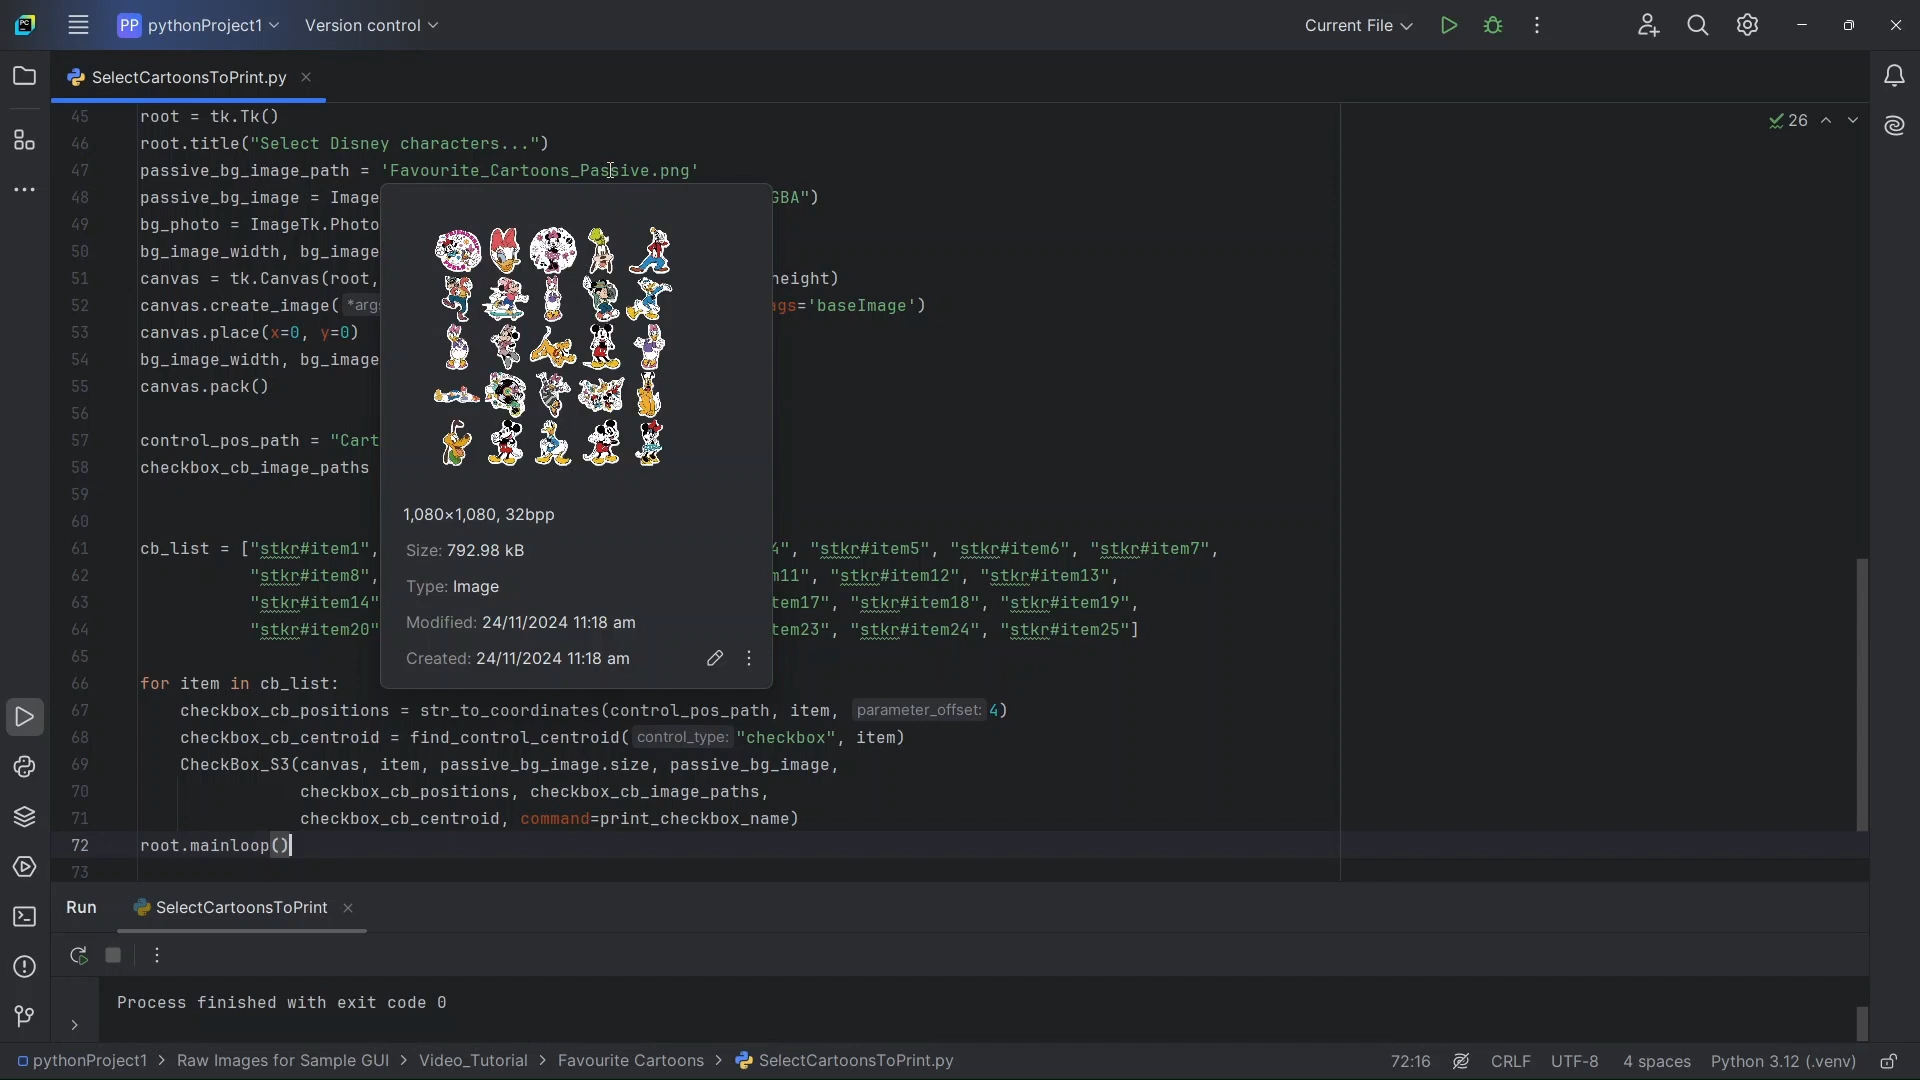 PP pythonProject1 Version control Current File
SelectCartoonsToPrint.py
26
45 root = tk.Tk()
46 root.title("Select Disney characters...")
47 passive_bg_image_path = 'Favourite_Cartoons_Passive.png'
48 passive_bg_image = Image GBA")
49 bg_photo = ImageTk.Photo
50 bg_image_width, bg_image
51 canvas = tk.Canvas(root, height)
52 canvas.create_image( *args gs='baseImage')
53 canvas.place(x=0, y=0)
54 bg_image_width, bg_image
55 canvas.pack()
56
57 control_pos_path = "Cart
58 checkbox_cb_image_paths
59
60
61 cb_list = ["stkr#item1", 4", "stkr#item5", "stkr#item6", "stkr#item7",
62 "stkr#item8", m11", "stkr#item12", "stkr#item13",
63 "stkr#item14" tem17", "stkr#item18", "stkr#item19",
64 "stkr#item20" tem23", "stkr#item24", "stkr#item25"]
65
66 for item in cb_list:
67 checkbox_cb_positions = str_to_coordinates(control_pos_path, item, parameter_offset: 4)
68 checkbox_cb_centroid = find_control_centroid( control_type: "checkbox", item)
69 CheckBox_S3(canvas, item, passive_bg_image.size, passive_bg_image,
70 checkbox_cb_positions, checkbox_cb_image_paths,
71 checkbox_cb_centroid, command=print_checkbox_name)
72 root.mainloop()
73
1,080×1,080, 32bpp
Size: 792.98 kB
Type: Image
Modified: 24/11/2024 11:18 am
Created: 24/11/2024 11:18 am
Run SelectCartoonsToPrint
Process finished with exit code 0
pythonProject1 > Raw Images for Sample GUI > Video_Tutorial > Favourite Cartoons > SelectCartoonsToPrint.py 72:16 CRLF UTF-8 4 spaces Python 3.12 (.venv)